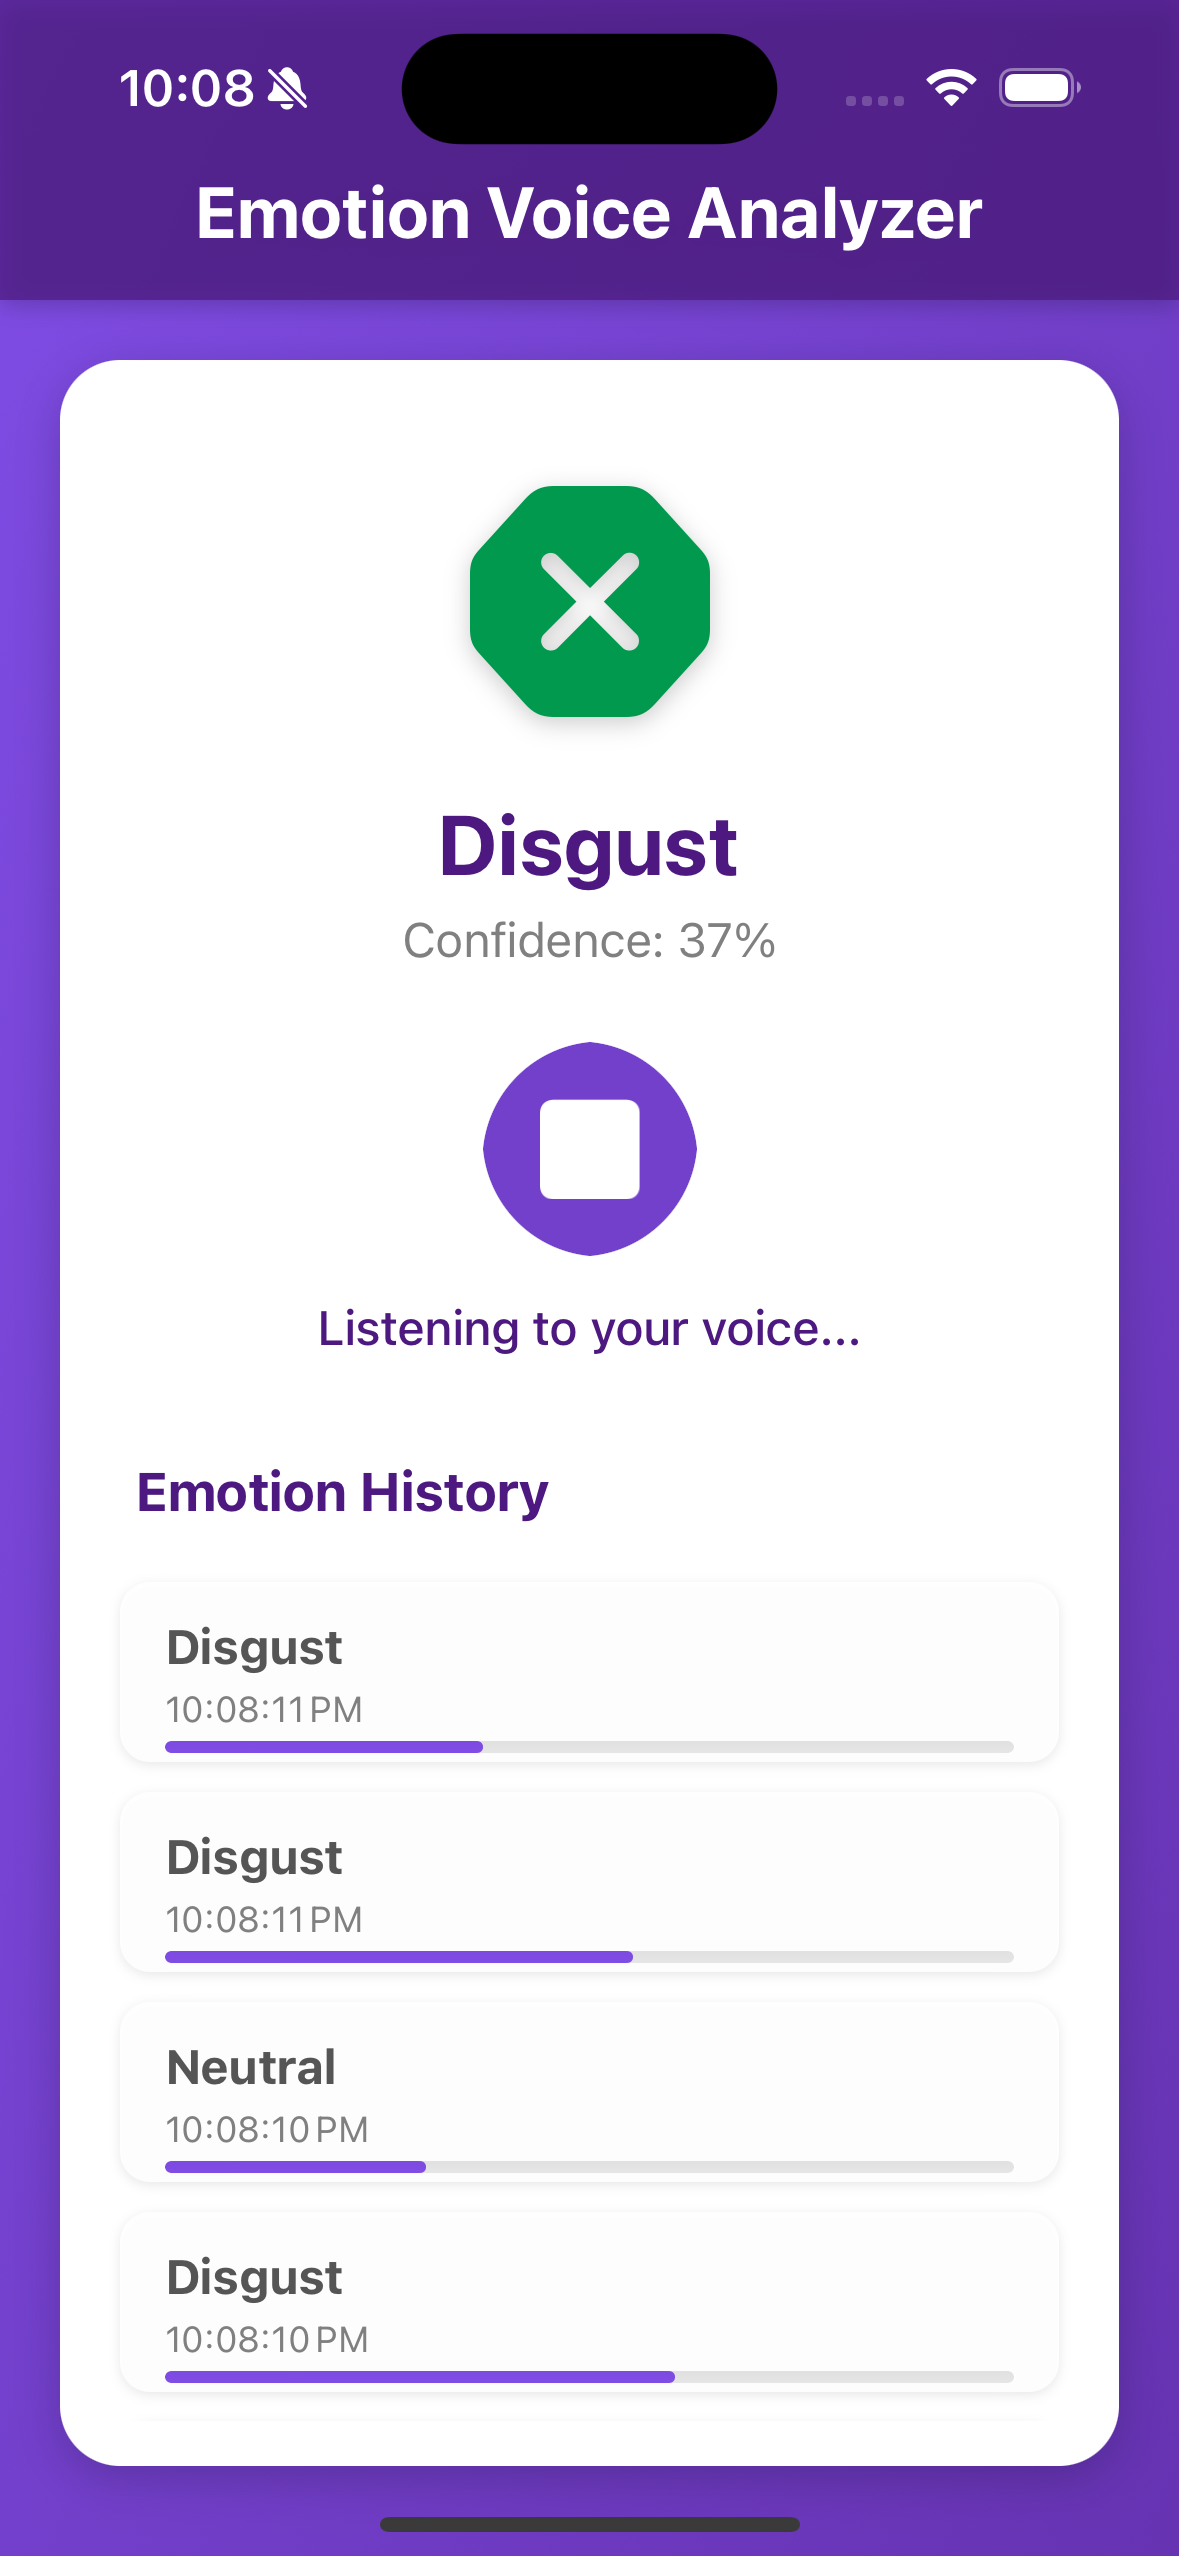 10:08
Emotion Voice Analyzer
Disgust
Confidence: 37%
Listening to your voice...
Emotion History
Disgust
10:08:11 PM
Disgust
10:08:11 PM
Neutral
10:08:10 PM
Disgust
10:08:10 PM